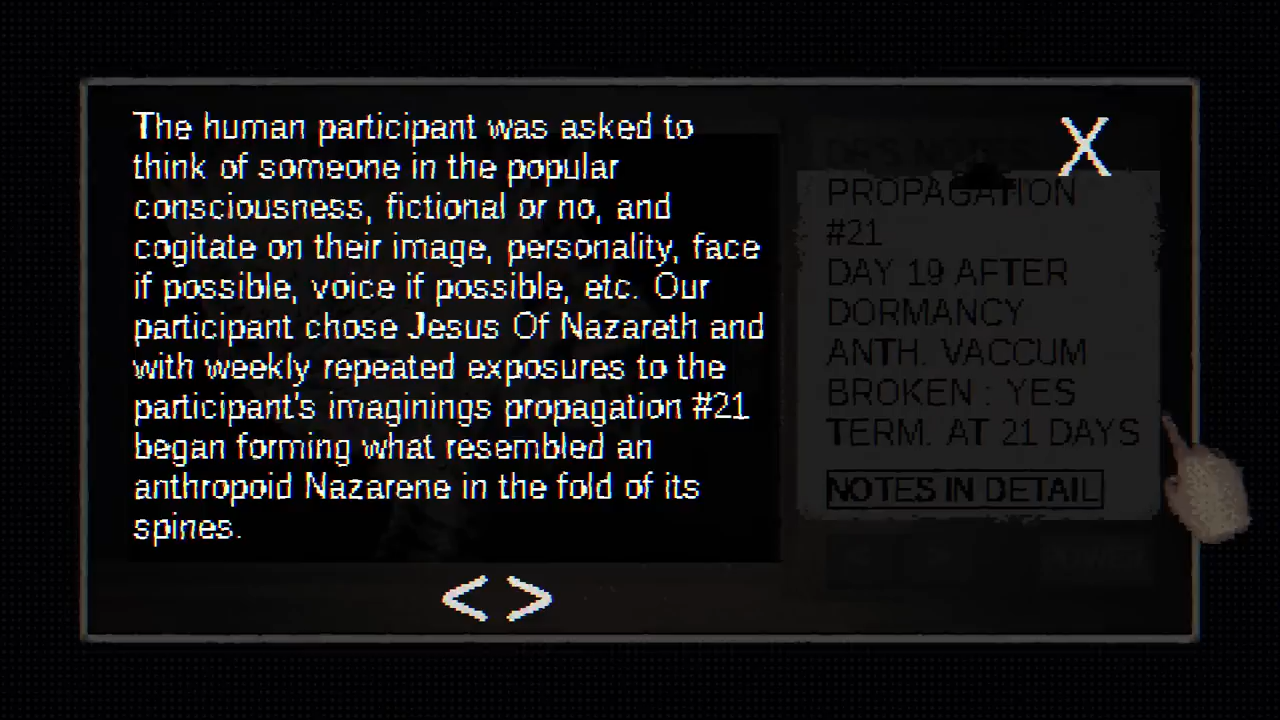 The human participant was asked to
think of someone in the popular
consciousness, fictional or no, and
cogitate on their image, personality, face
if possible, voice if possible, etc. Our
participant chose Jesus Of Nazareth and
with weekly repeated exposures to the
participant's imaginings propagation #21
began forming what resembled an
anthropoid Nazarene in the fold of its
spines.
< >
X
PROPAGATION
#21
DAY 19 AFTER
DORMANCY
ANTH. VACCUM
BROKEN : YES
TERM. AT 21 DAYS
NOTES IN DETAIL